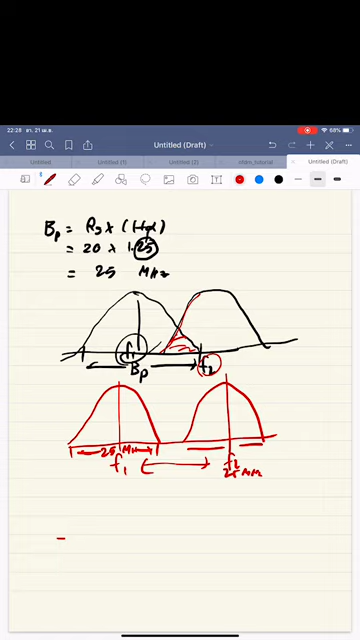 22:28 อา. 21 เม.ย.
68%
Untitled (Draft)
Untitled
Untitled (1)
Untitled (2)
Untitled (Draft)
Bp = Rs x (1+α)
= 20 x 1.25
= 25 MHz
f1
Bp
f2
25 MHz
f1
f2
25 MHz